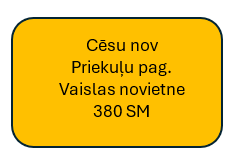 Cēsu nov
Priekuļu pag.
Vaislas novietne
380 SM